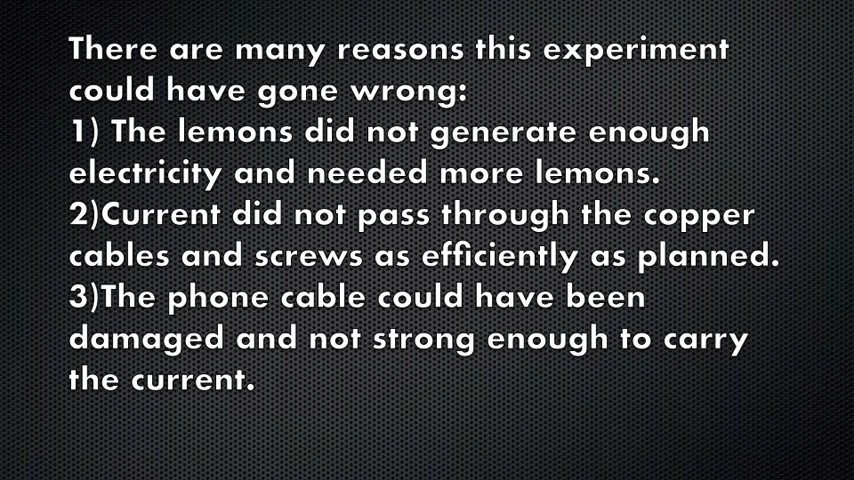 There are many reasons this experiment
could have gone wrong:
1) The lemons did not generate enough
electricity and needed more lemons.
2)Current did not pass through the copper
cables and screws as efficiently as planned.
3)The phone cable could have been
damaged and not strong enough to carry
the current.